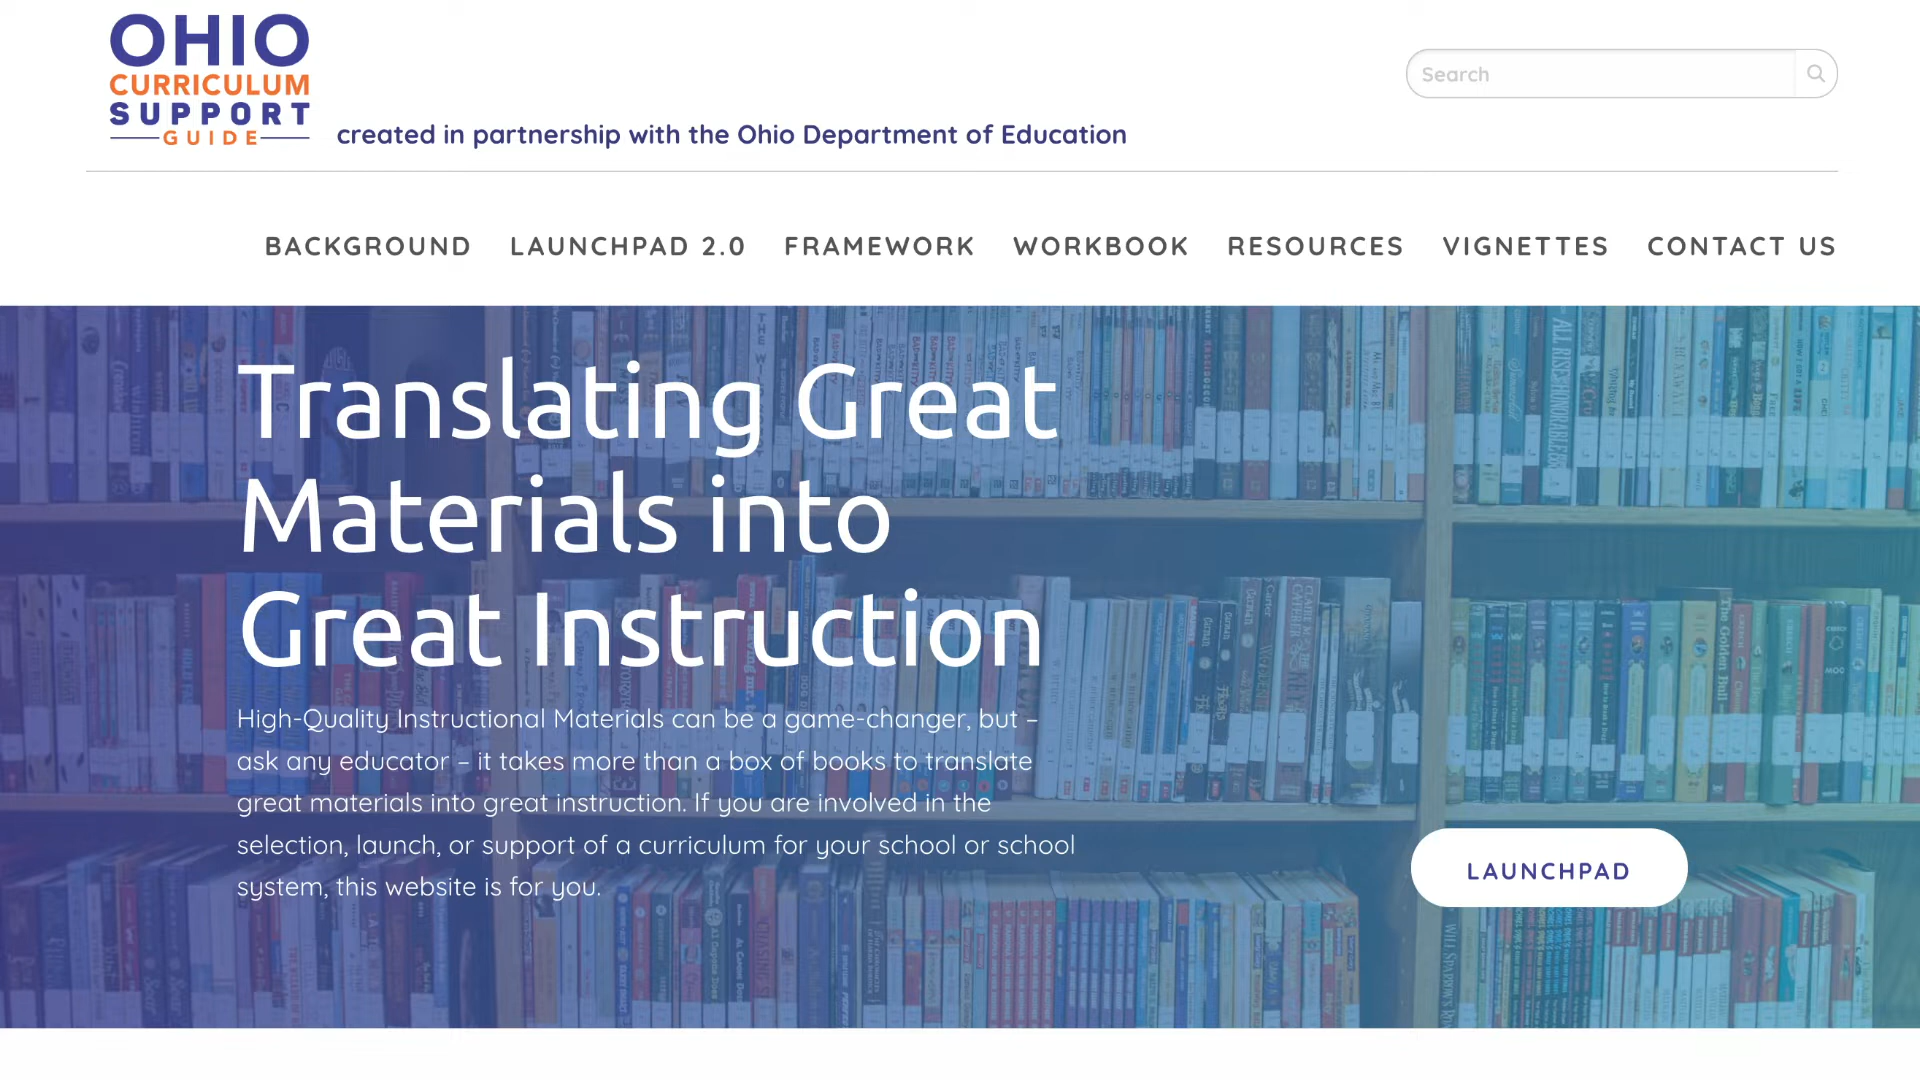 OHIO
CURRICULUM
SUPPORT
GUIDE
created in partnership with the Ohio Department of Education
Search
BACKGROUND LAUNCHPAD 2.0 FRAMEWORK WORKBOOK RESOURCES VIGNETTES CONTACT US
Translating Great
Materials into
Great Instruction
High-Quality Instructional Materials can be a game-changer, but –
ask any educator – it takes more than a box of books to translate
great materials into great instruction. If you are involved in the
selection, launch, or support of a curriculum for your school or school
system, this website is for you.
LAUNCHPAD